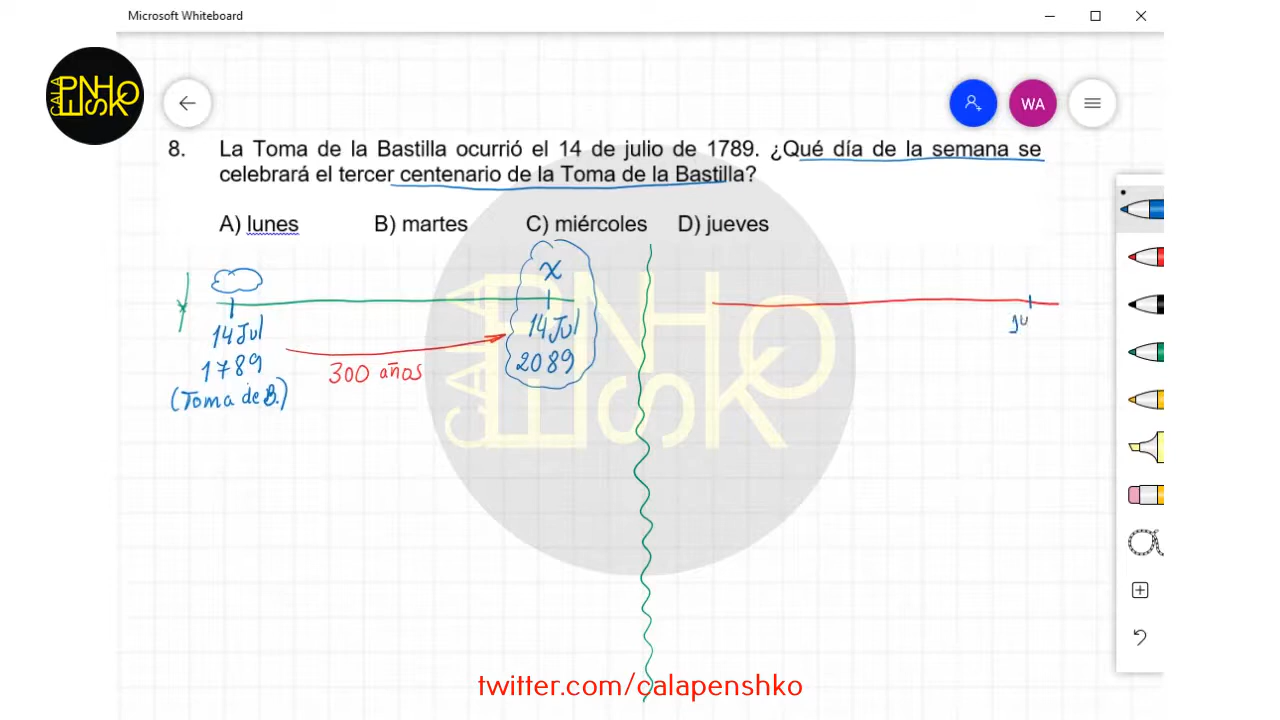 Microsoft Whiteboard
CALA
PENHO
ESKO
WA
8. La Toma de la Bastilla ocurrió el 14 de julio de 1789. ¿Qué día de la semana se
celebrará el tercer centenario de la Toma de la Bastilla?
A) lunes B) martes C) miércoles D) jueves
x
14 Jul
1789
(Toma de B.)
300 años
14 Jul
2089
Ju
twitter.com/calapenshko